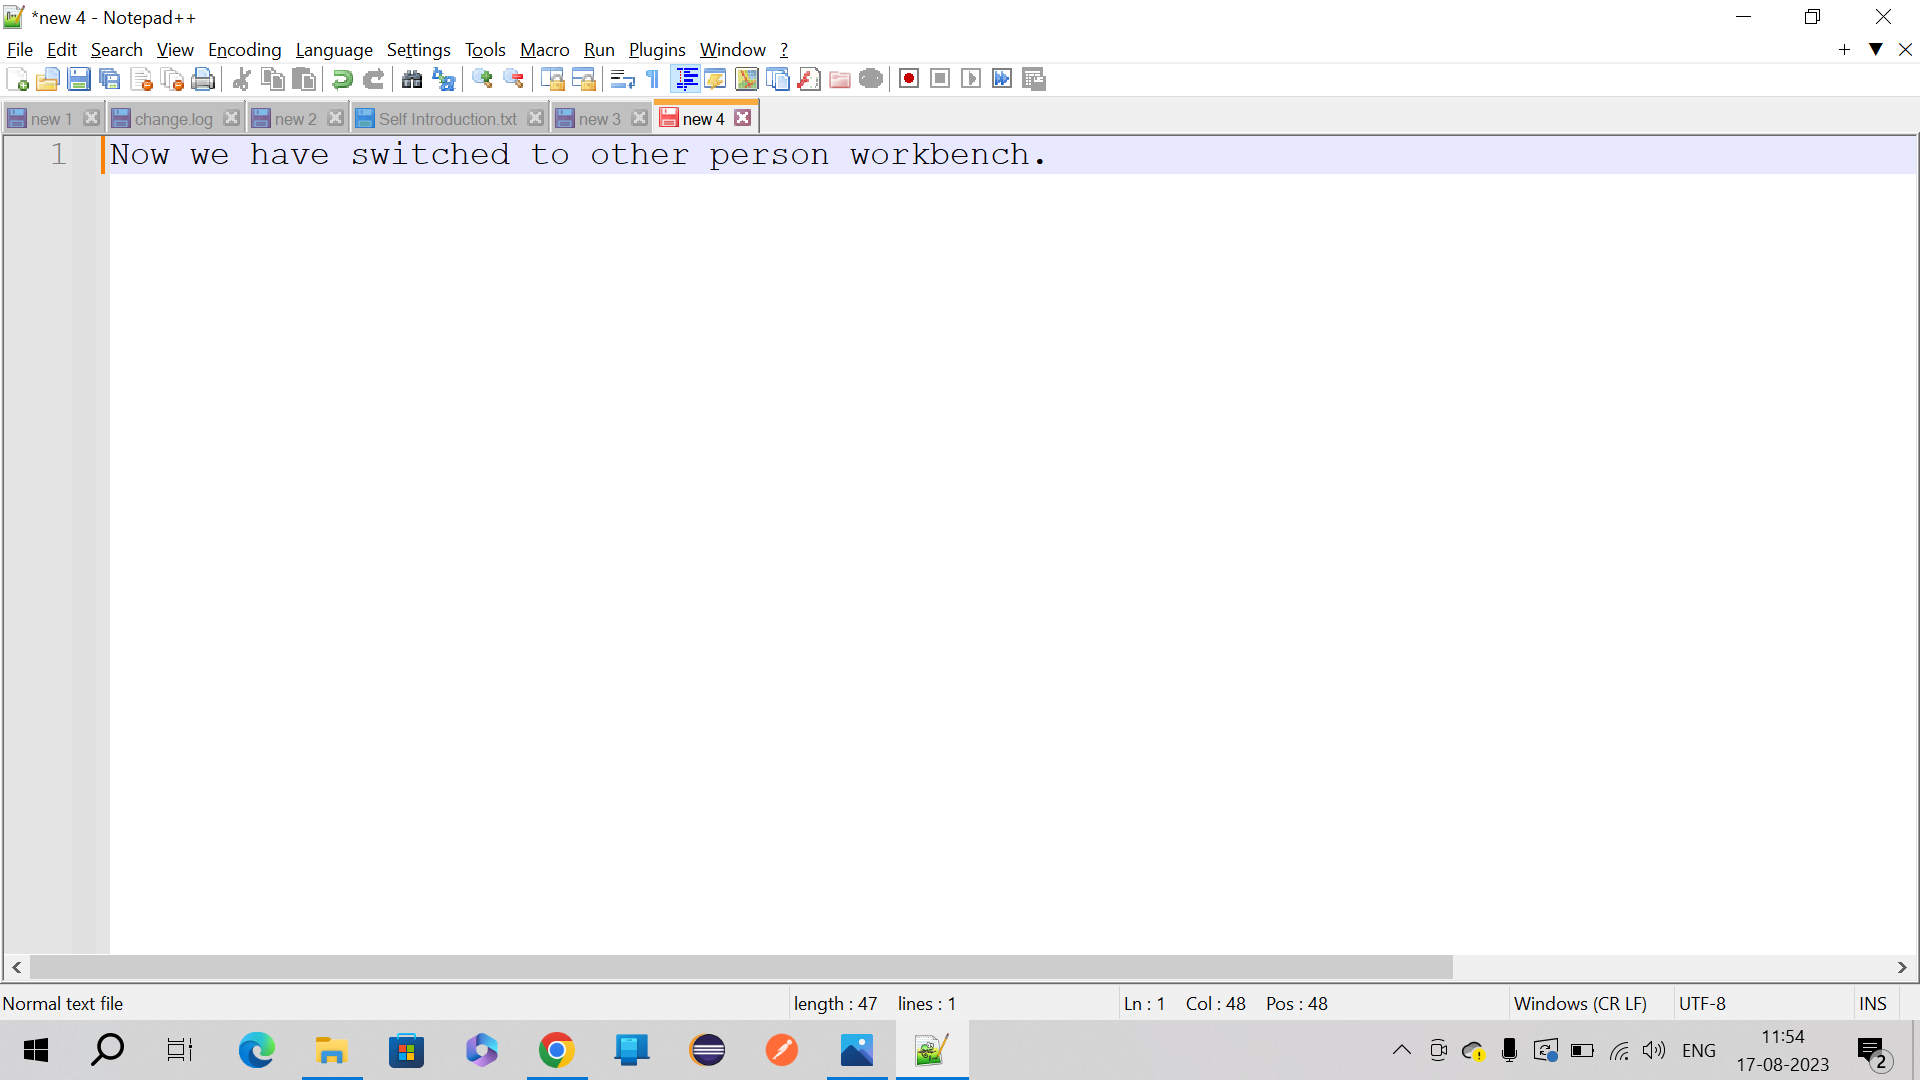 *new 4 - Notepad++
File Edit Search View Encoding Language Settings Tools Macro Run Plugins Window ?
new 1 change.log new 2 Self Introduction.txt new 3 new 4
1 Now we have switched to other person workbench.
Normal text file length : 47 lines : 1 Ln : 1 Col : 48 Pos : 48 Windows (CR LF) UTF-8 INS
ENG 11:54
17-08-2023 2